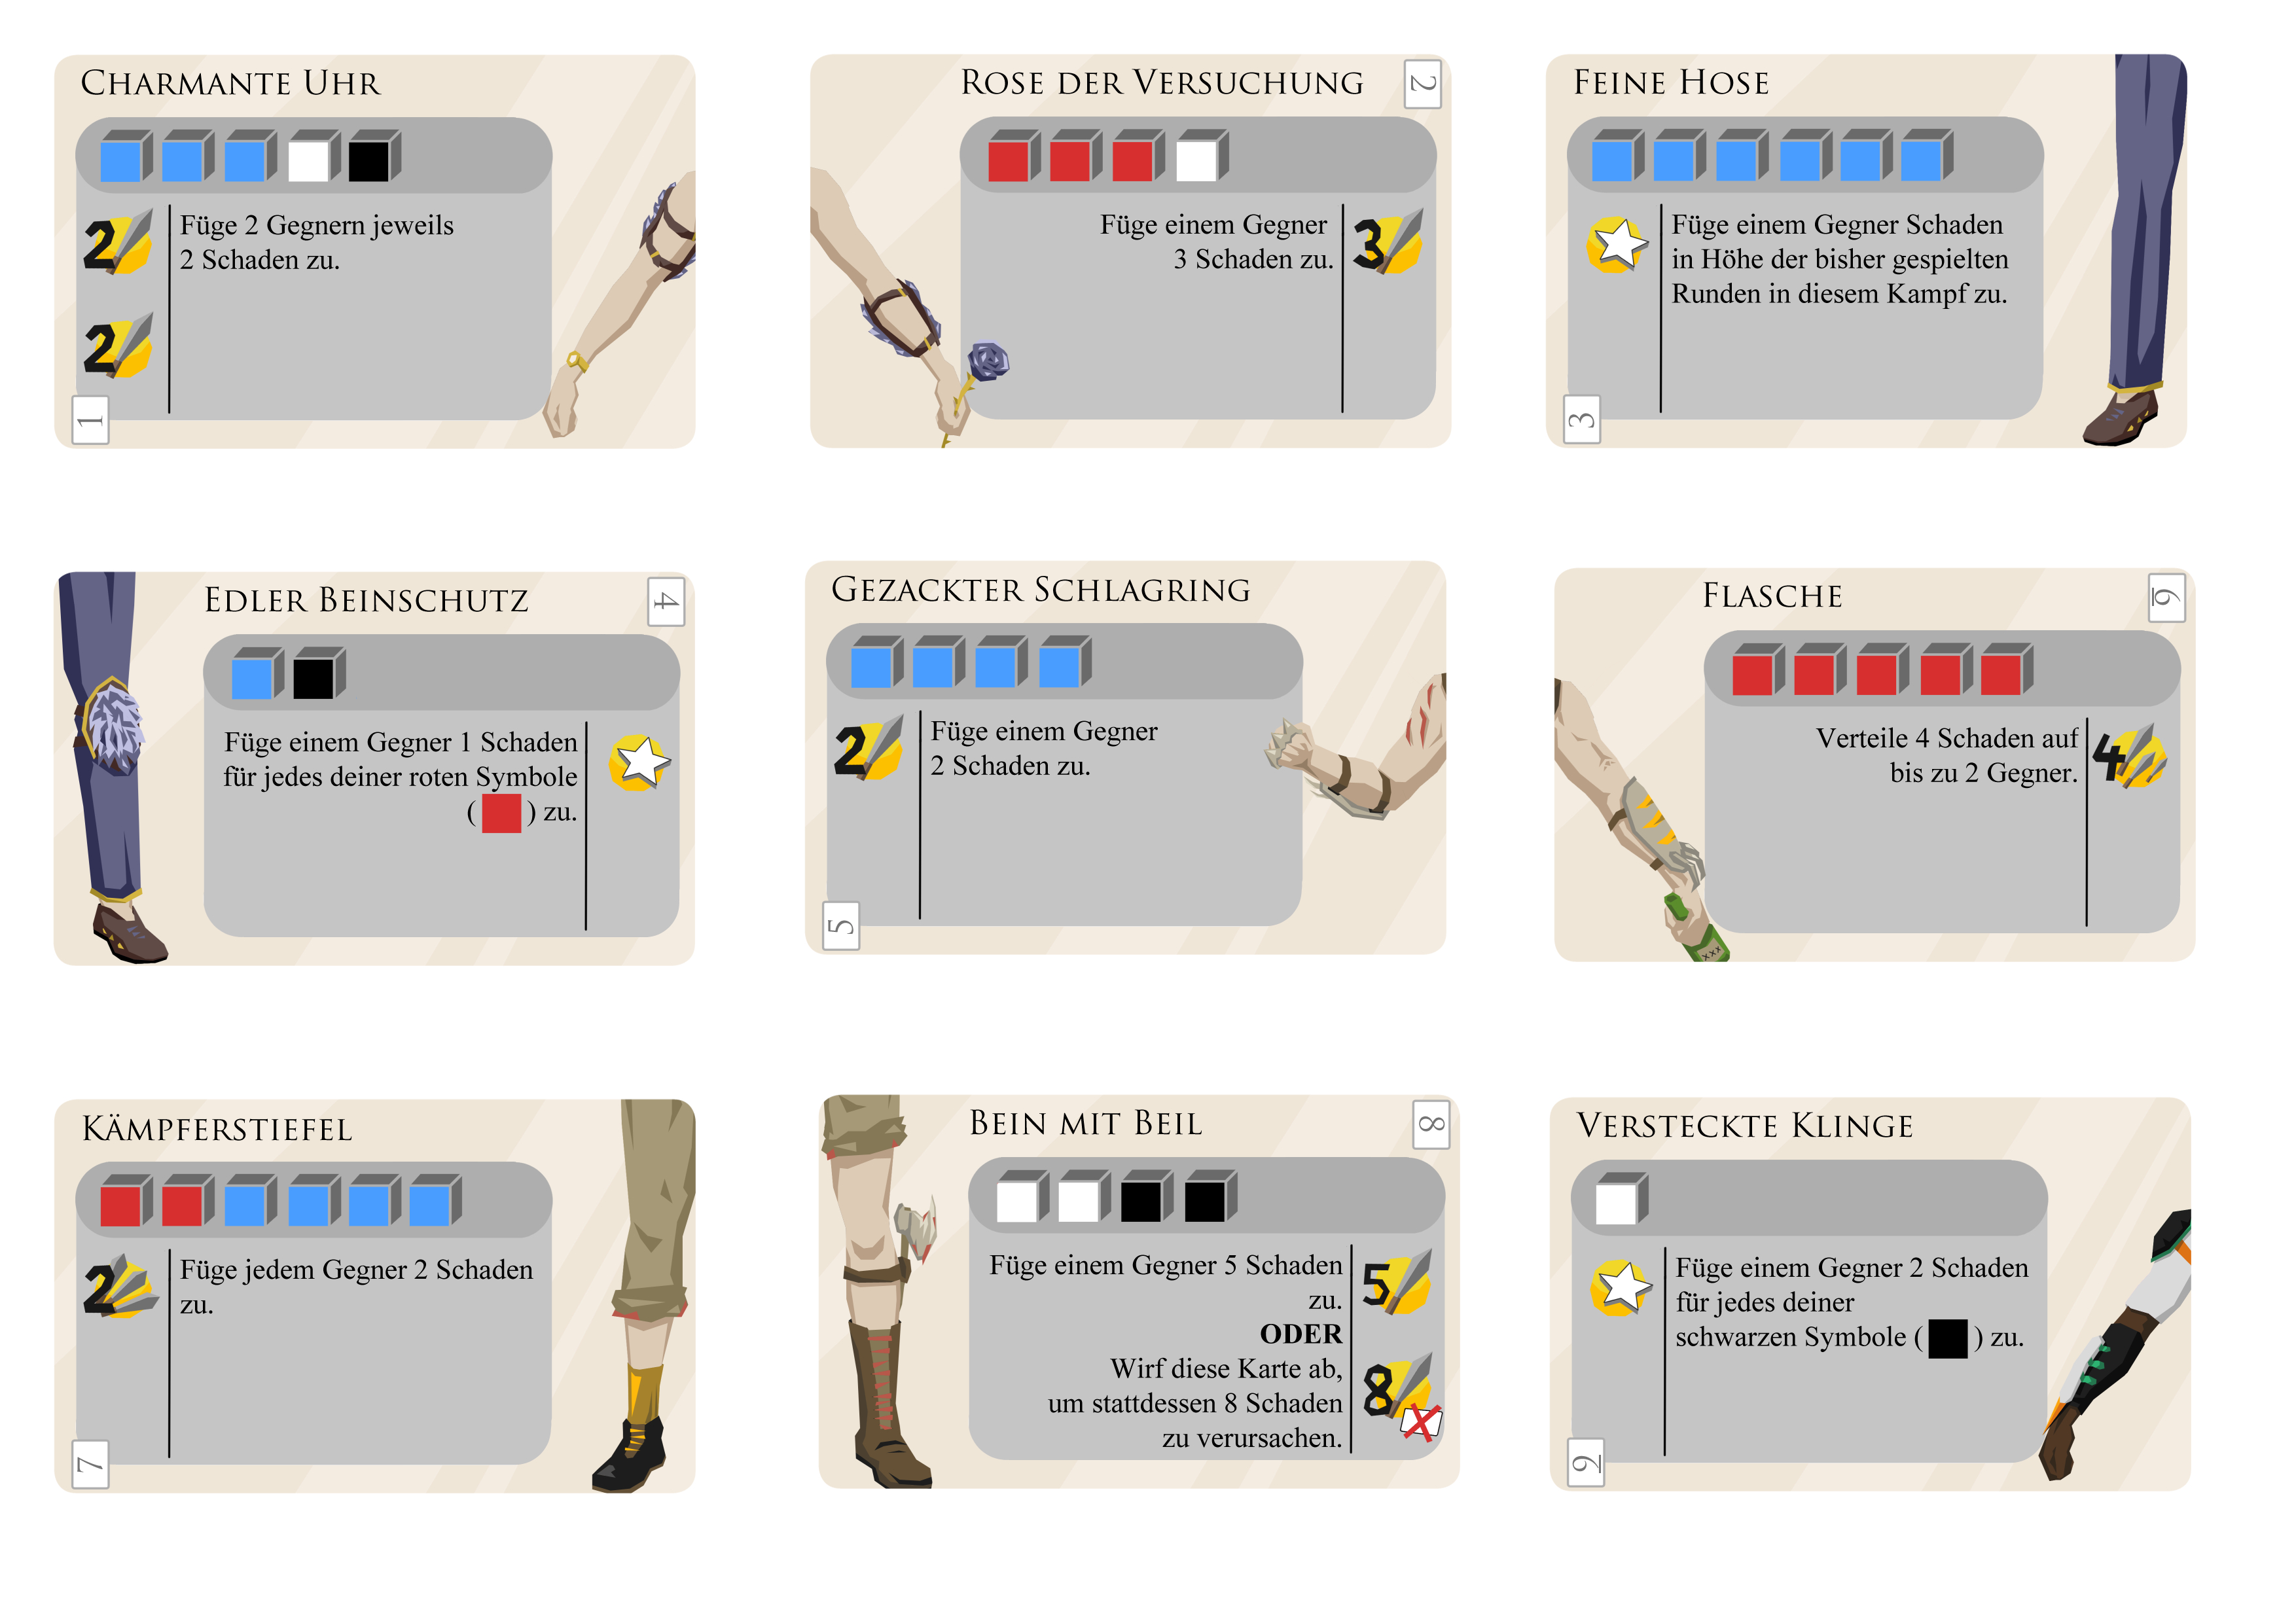 Charmante Uhr
2
Füge 2 Gegnern jeweils
2 Schaden zu.
2
1
Rose der Versuchung
2
Füge einem Gegner
3 Schaden zu.
3
Feine Hose
Füge einem Gegner Schaden
in Höhe der bisher gespielten
Runden in diesem Kampf zu.
3
Edler Beinschutz
4
Füge einem Gegner 1 Schaden
für jedes deiner roten Symbole
( ) zu.
Gezackter Schlagring
2
Füge einem Gegner
2 Schaden zu.
5
Flasche
6
Verteile 4 Schaden auf
bis zu 2 Gegner.
4
XXX
Kämpferstiefel
2
Füge jedem Gegner 2 Schaden
zu.
7
Bein mit Beil
8
Füge einem Gegner 5 Schaden
zu.
5
ODER
Wirf diese Karte ab,
um stattdessen 8 Schaden
zu verursachen.
8
Versteckte Klinge
Füge einem Gegner 2 Schaden
für jedes deiner
schwarzen Symbole ( ) zu.
9